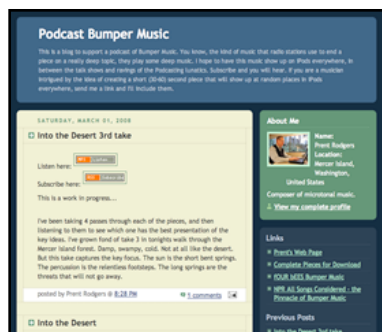 Podcast Bumper Music
This is a blog to support a podcast of Bumper Music. You know, the kind of music that radio stations use to end a
piece on a really deep topic, they play some deep music. I hope to have this music show up on iPods everywhere, in
between the talk shows and ravings of the Podcasting lunatics. Subscribe and you will hear. If you are a musician
intrigued by the idea of creating a short (30-60) second piece that will show up at random places in iPods
everywhere, send me a link and I'll include them.
SATURDAY, MARCH 01, 2008
Into the Desert 3rd take
Listen here:
Subscribe here:
This is a work in progress...
I've been taking 4 passes through each of the pieces, and then
listening to them to see which one has the best presentation of the
key ideas. I've grown fond of take 3 in tonights walk through the
Mercer Island forest. Damp, swampy, cold. Not at all like the desert.
But this take captures the key focus. The sun is the short bent springs.
The percussion is the relentless footsteps. The long springs are the
threats that will not go away.
posted by Prent Rodgers @ 8:28 PM
1 comments
Into the Desert
About Me
Name:
Prent Rodgers
Location:
Mercer Island,
Washington,
United States
Composer of microtonal music.
View my complete profile
Links
Prent's Web Page
Complete Pieces for Download
fOUR bEES Bumper Music
NPR All Songs Considered - the
Pinnacle of Bumper Music
Previous Posts
Into the Desert 3rd take